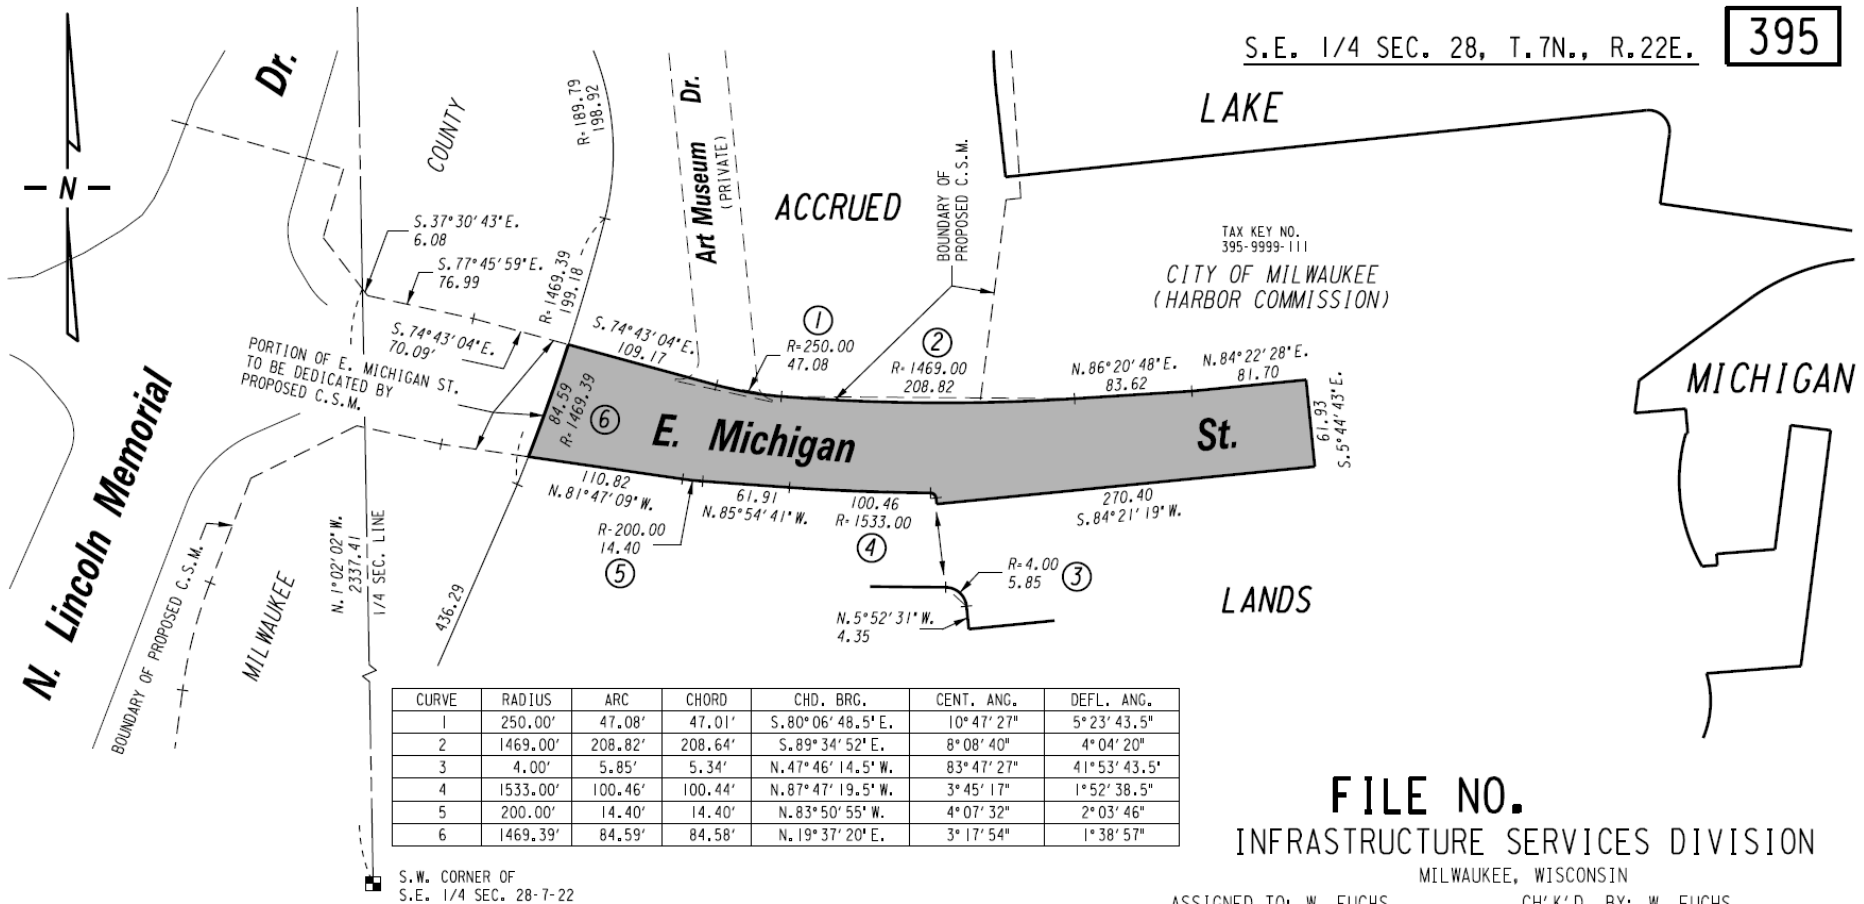 S.E. 1/4 SEC. 28, T.7N., R.22E.
395
N
Dr.
COUNTY
R=189.79
198.92
Art Museum Dr.
(PRIVATE)
ACCRUED
BOUNDARY OF
PROPOSED C.S.M.
LAKE
TAX KEY NO.
395-9999-111
CITY OF MILWAUKEE
(HARBOR COMMISSION)
MICHIGAN
S.37°30'43"E.
6.08
S.77°45'59"E.
76.99
R=1469.39
199.18
S.74°43'04"E.
70.09'
PORTION OF E. MICHIGAN ST.
TO BE DEDICATED BY
PROPOSED C.S.M.
S.74°43'04"E.
109.17
1
R=250.00
47.08
2
R=1469.00
208.82
N.86°20'48"E.
83.62
N.84°22'28"E.
81.70
61.93
S.5°44'43"E.
84.59
R=1469.39
6
E. Michigan St.
110.82
N.81°47'09"W.
R=200.00
14.40
5
61.91
N.85°54'41"W.
100.46
R=1533.00
4
270.40
S.84°21'19"W.
R=4.00
5.85
3
N.5°52'31"W.
4.35
LANDS
N. Lincoln Memorial
BOUNDARY OF PROPOSED C.S.M.
MILWAUKEE
N.1°02'02"W.
2337.41
1/4 SEC. LINE
436.29
CURVE RADIUS ARC CHORD CHD. BRG. CENT. ANG. DEFL. ANG.
1 250.00' 47.08' 47.01' S.80°06'48.5"E. 10°47'27" 5°23'43.5"
2 1469.00' 208.82' 208.64' S.89°34'52"E. 8°08'40" 4°04'20"
3 4.00' 5.85' 5.34' N.47°46'14.5"W. 83°47'27" 41°53'43.5"
4 1533.00' 100.46' 100.44' N.87°47'19.5"W. 3°45'17" 1°52'38.5"
5 200.00' 14.40' 14.40' N.83°50'55"W. 4°07'32" 2°03'46"
6 1469.39' 84.59' 84.58' N.19°37'20"E. 3°17'54" 1°38'57"
S.W. CORNER OF
S.E. 1/4 SEC. 28-7-22
FILE NO.
INFRASTRUCTURE SERVICES DIVISION
MILWAUKEE, WISCONSIN
ASSIGNED TO: W. FUCHS CH'K'D. BY: W. FUCHS